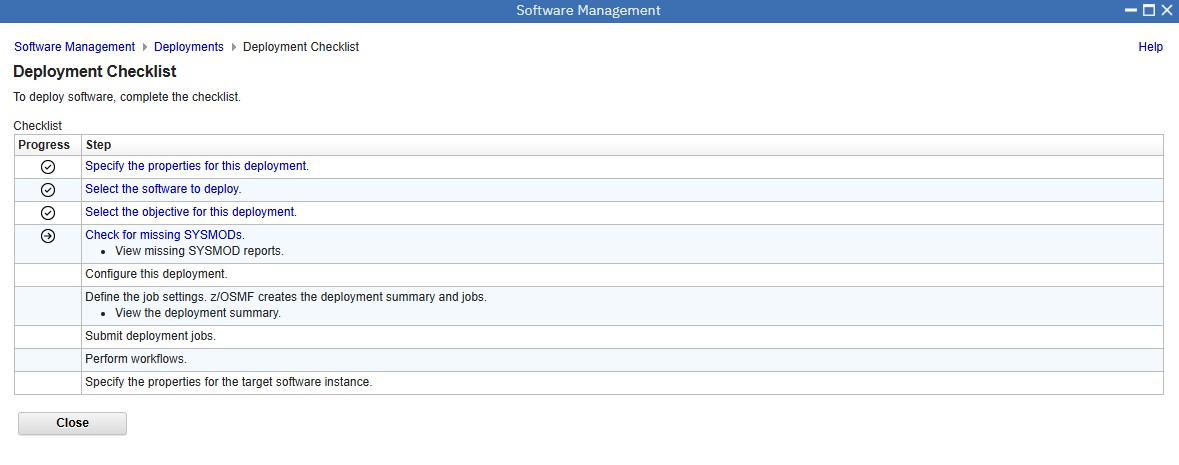 Software Management
Software Management Deployments Deployment Checklist Help
Deployment Checklist
To deploy software, complete the checklist.
Checklist
Progress Step
Specify the properties for this deployment.
Select the software to deploy.
Select the objective for this deployment.
Check for missing SYSMODs.
• View missing SYSMOD reports.
Configure this deployment.
Define the job settings. z/OSMF creates the deployment summary and jobs.
• View the deployment summary.
Submit deployment jobs.
Perform workflows.
Specify the properties for the target software instance.
Close